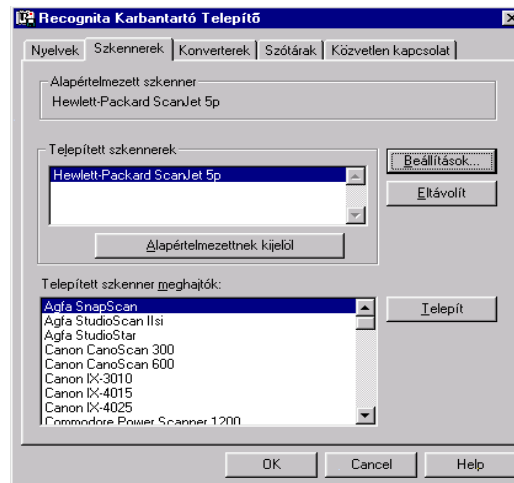 Recognita Karbantartó Telepítő
Nyelvek Szkennerek Konverterek Szótárak Közvetlen kapcsolat
Alapértelmezett szkenner
Hewlett-Packard ScanJet 5p
Telepített szkennerek
Hewlett-Packard ScanJet 5p
Beállítások...
Eltávolít
Alapértelmezettnek kijelöl
Telepített szkenner meghajtók:
Agfa SnapScan
Agfa StudioScan IIsi
Agfa StudioStar
Canon CanoScan 300
Canon CanoScan 600
Canon IX-3010
Canon IX-4015
Canon IX-4025
Commodore Power Scanner 1200
Telepít
OK Cancel Help